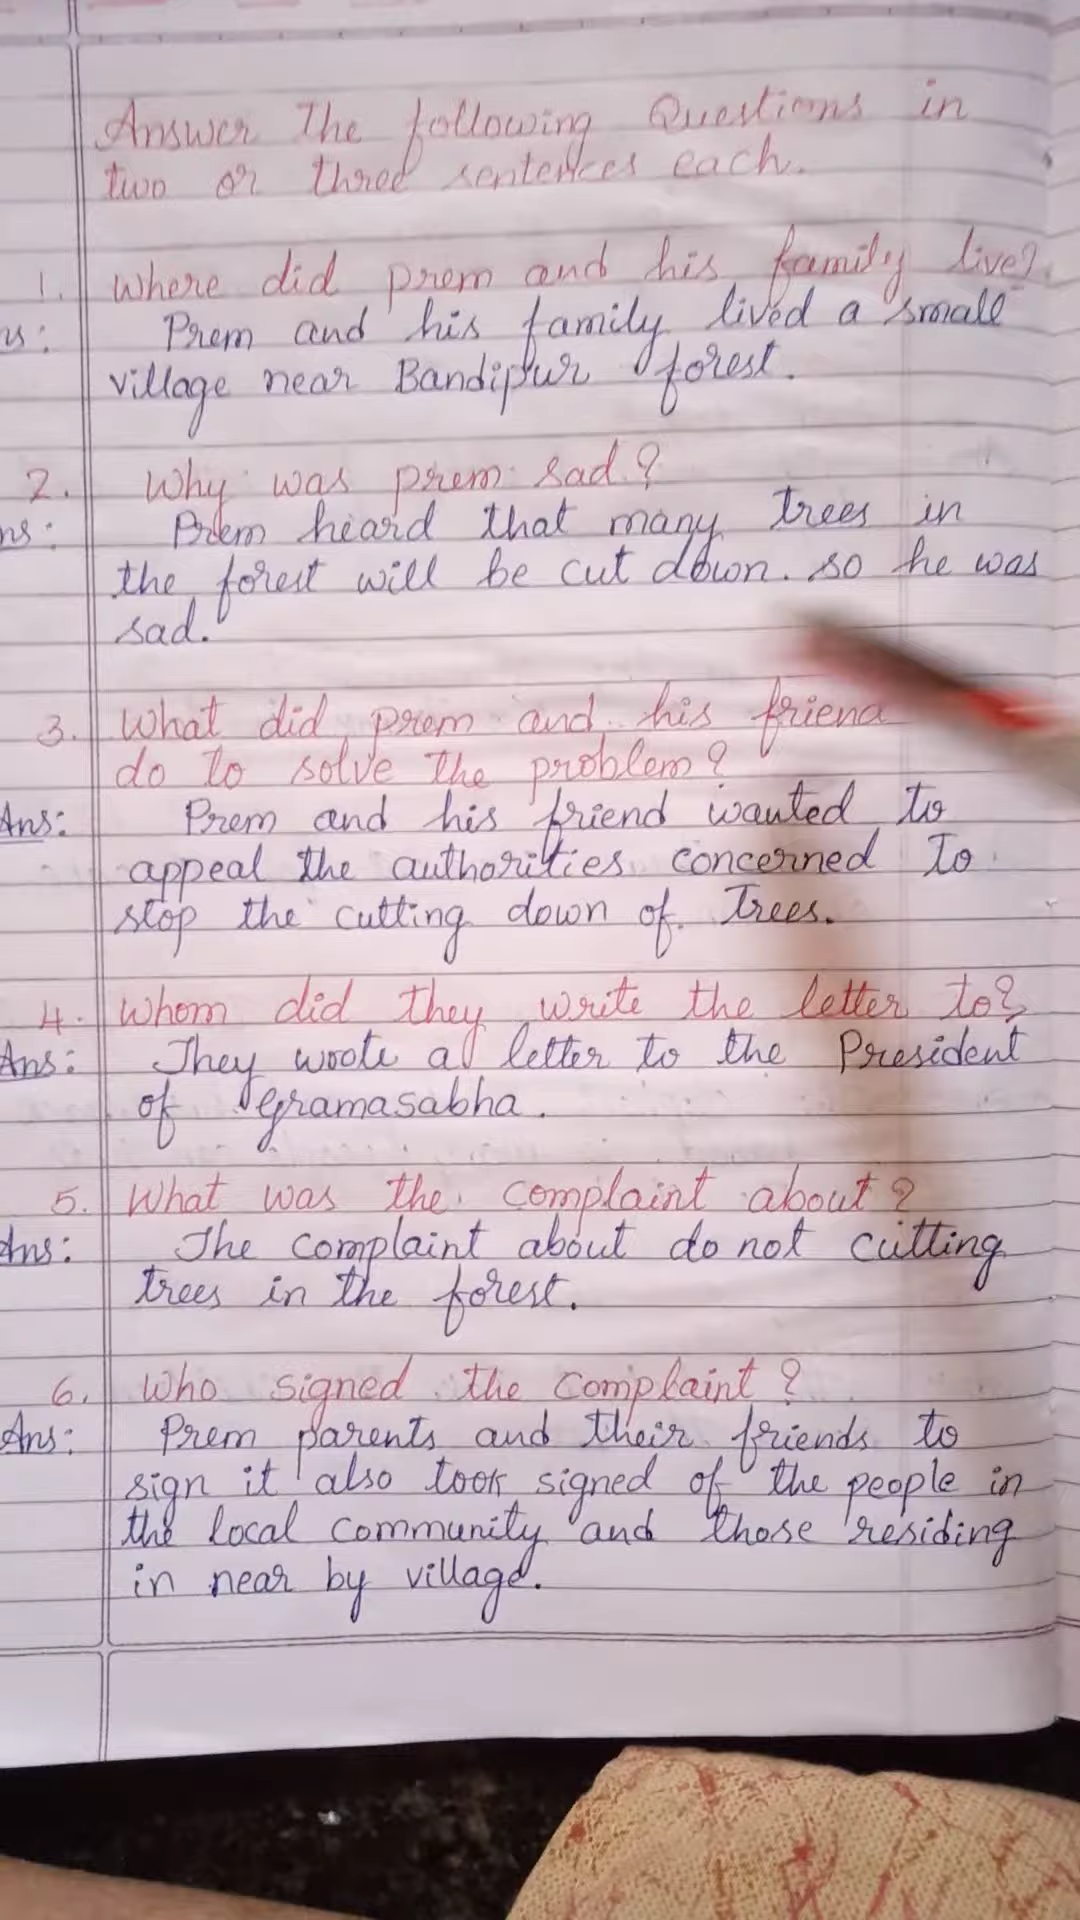 Answer The following Questions in
two or three sentences each.
1. Where did prem and his family live?
ns: Prem and his family lived a small
village near Bandipur forest.
2. Why was prem sad?
ns: Prem heard that many trees in
the forest will be cut down. so he was
sad.
3. What did prem and his friend
do to solve the problem?
Ans: Prem and his friend wanted to
appeal the authorities concerned to
stop the cutting down of Trees.
4. Whom did they write the letter to?
Ans: They wrote a letter to the President
of gramasabha.
5. What was the complaint about?
Ans: The complaint about do not cutting
trees in the forest.
6. Who signed the complaint?
Ans: Prem parents and their friends to
sign it also took signed of the people in
the local community and those residing
in near by village.